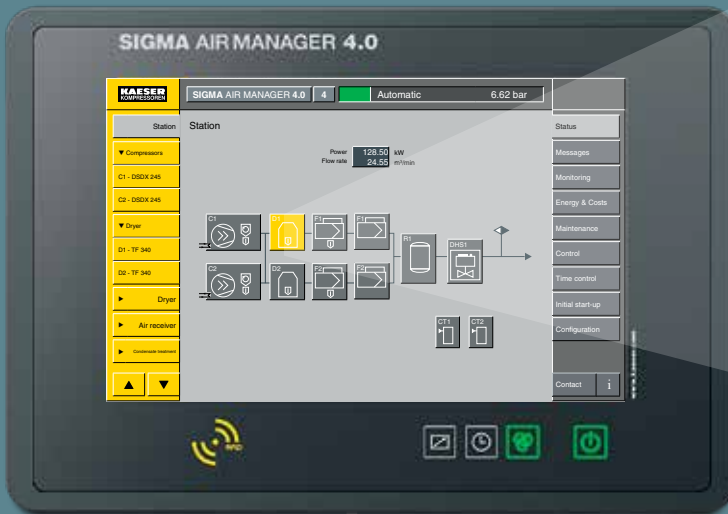 SIGMA AIR MANAGER 4.0
KAESER
KOMPRESSOREN
SIGMA AIR MANAGER 4.0 4 Automatic 6.62 bar
Station
Station
Status
▼ Compressors
Power 128.50 kW
Flow rate 24.55 m³/min
Messages
C1 - DSDX 245
Monitoring
C2 - DSDX 245
Energy & Costs
▼ Dryer
Maintenance
D1 - TF 340
Control
D2 - TF 340
Time control
► Dryer
Initial start-up
► Air receiver
Configuration
► Condensate treatment
C1 D1 F1 F1
R1 DHS1
C2 D2 F2 F2
CT1 CT2
▲ ▼
Contact i
www.kaeser.com
RFID